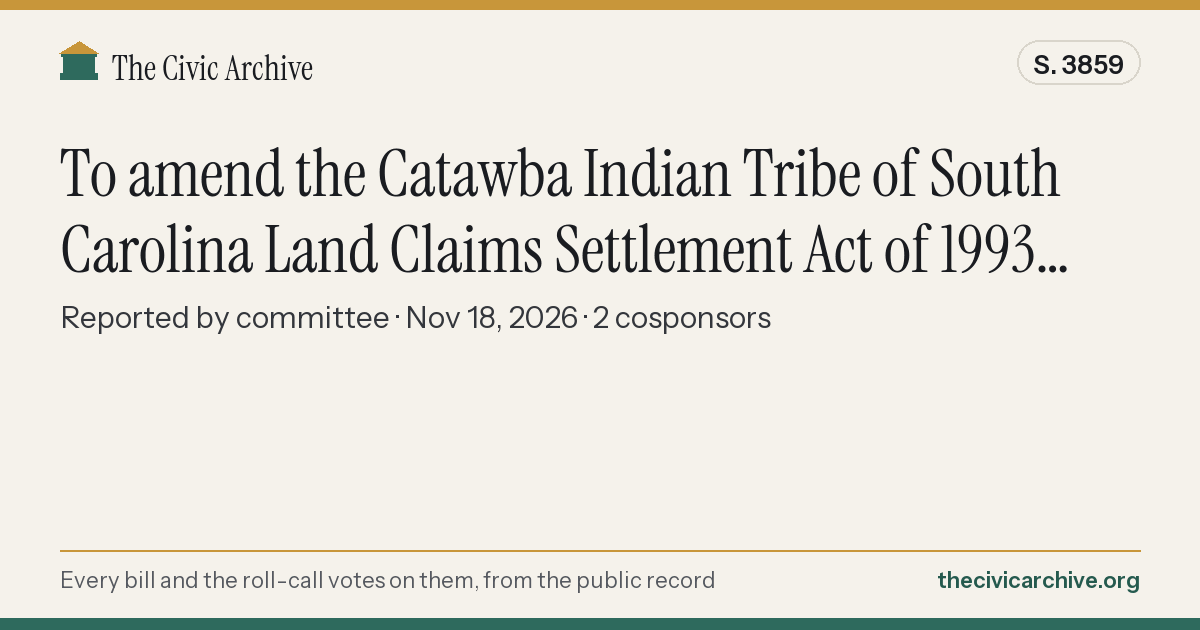 The Civic Archive
S. 3859
To amend the Catawba Indian Tribe of South
Carolina Land Claims Settlement Act of 1993...
Reported by committee · Nov 18, 2026 · 2 cosponsors
Every bill and the roll-call votes on them, from the public record
thecivicarchive.org